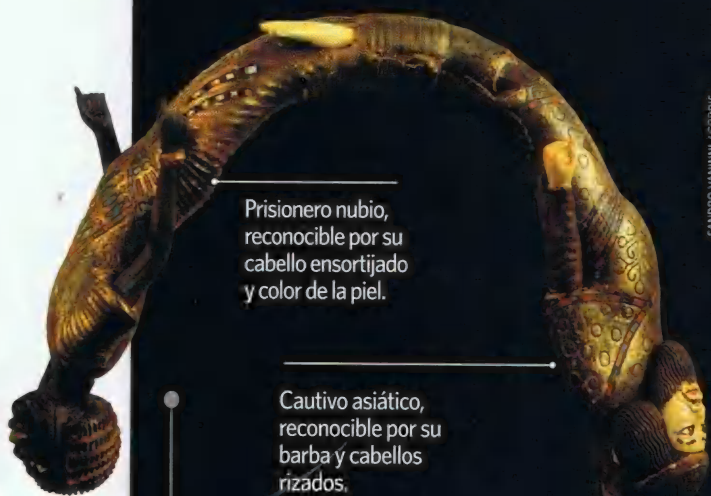 Prisionero nubio,
reconocible por su
cabello ensortijado
y color de la piel.
Cautivo asiático,
reconocible por su
barba y cabellos
rizados.